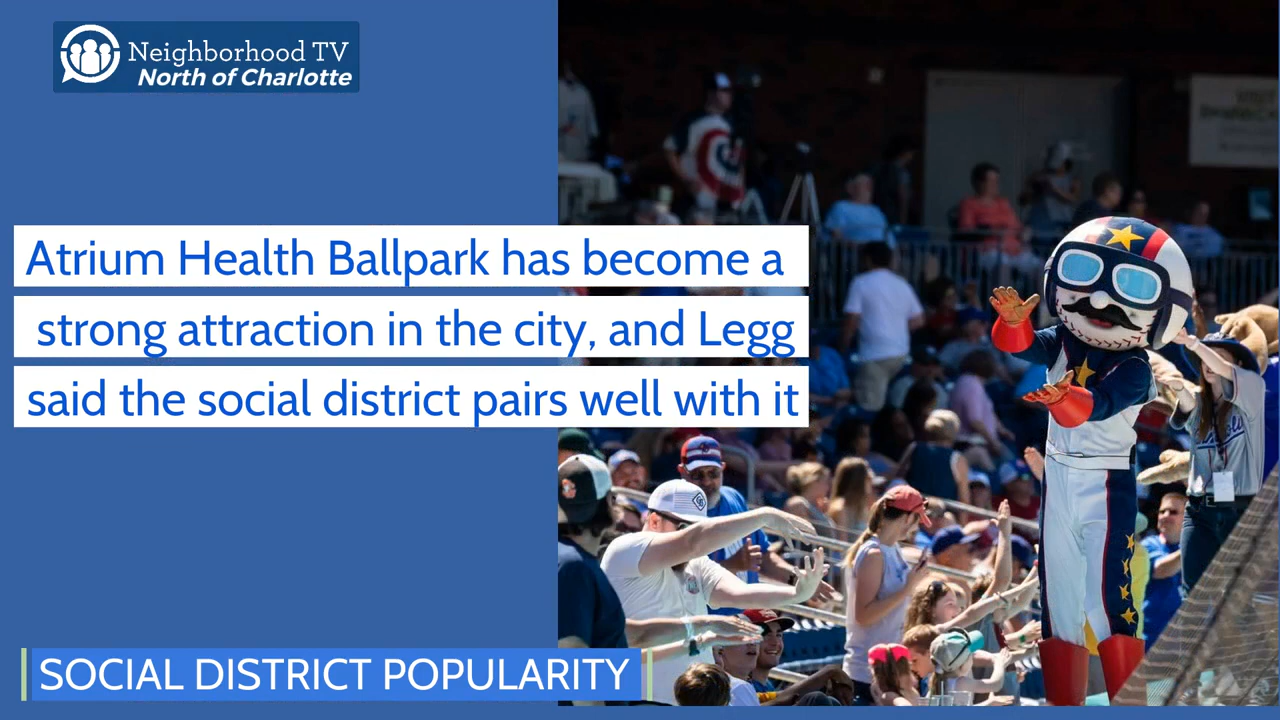 Neighborhood TV
North of Charlotte
Atrium Health Ballpark has become a
strong attraction in the city, and Legg
said the social district pairs well with it
SOCIAL DISTRICT POPULARITY